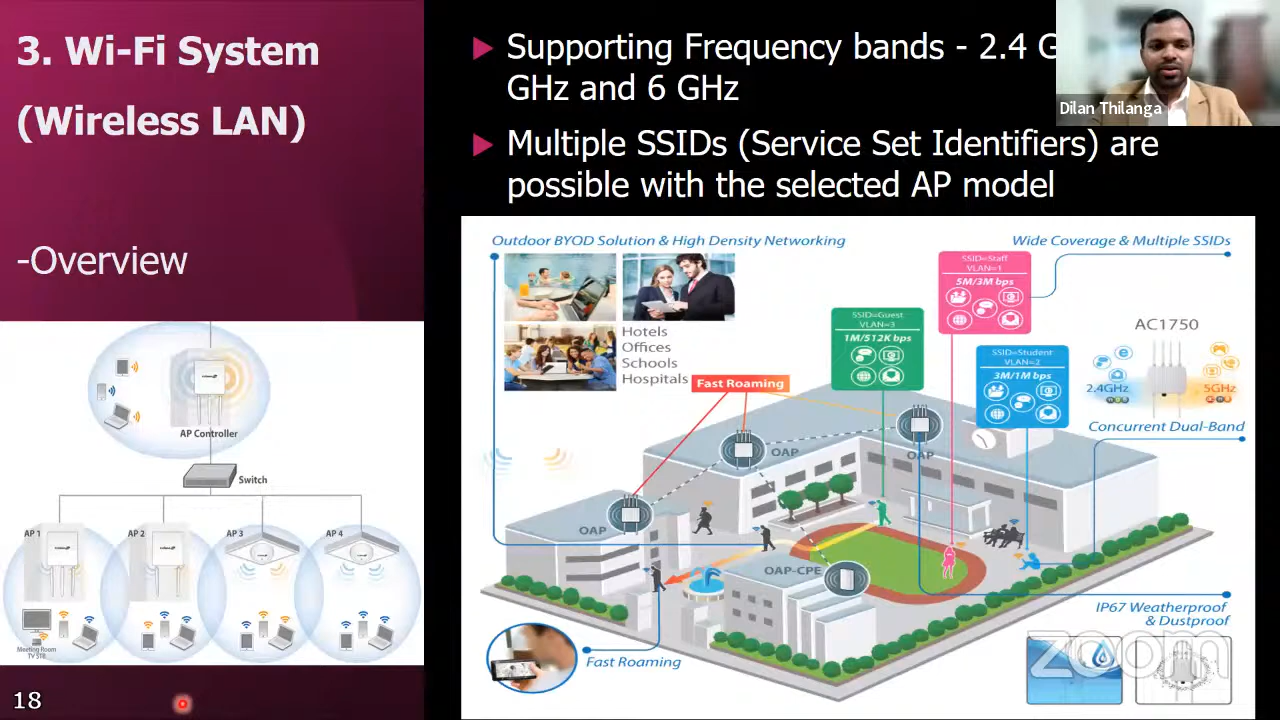 3. Wi-Fi System
(Wireless LAN)
-Overview
Supporting Frequency bands - 2.4 G
GHz and 6 GHz
Multiple SSIDs (Service Set Identifiers) are
possible with the selected AP model
Dilan Thilanga
AP Controller
Switch
AP 1
AP 2
AP 3
AP 4
Meeting Room
TV STB
18
Outdoor BYOD Solution & High Density Networking
Wide Coverage & Multiple SSIDs
Hotels
Offices
Schools
Hospitals
Fast Roaming
SSID=Guest
VLAN=3
1M/512K bps
SSID=Staff
VLAN=1
5M/3M bps
SSID=Student
VLAN=2
3M/1M bps
AC1750
2.4GHz
5GHz
Concurrent Dual-Band
OAP
OAP
OAP
OAP-CPE
Fast Roaming
IP67 Weatherproof
& Dustproof
zoom